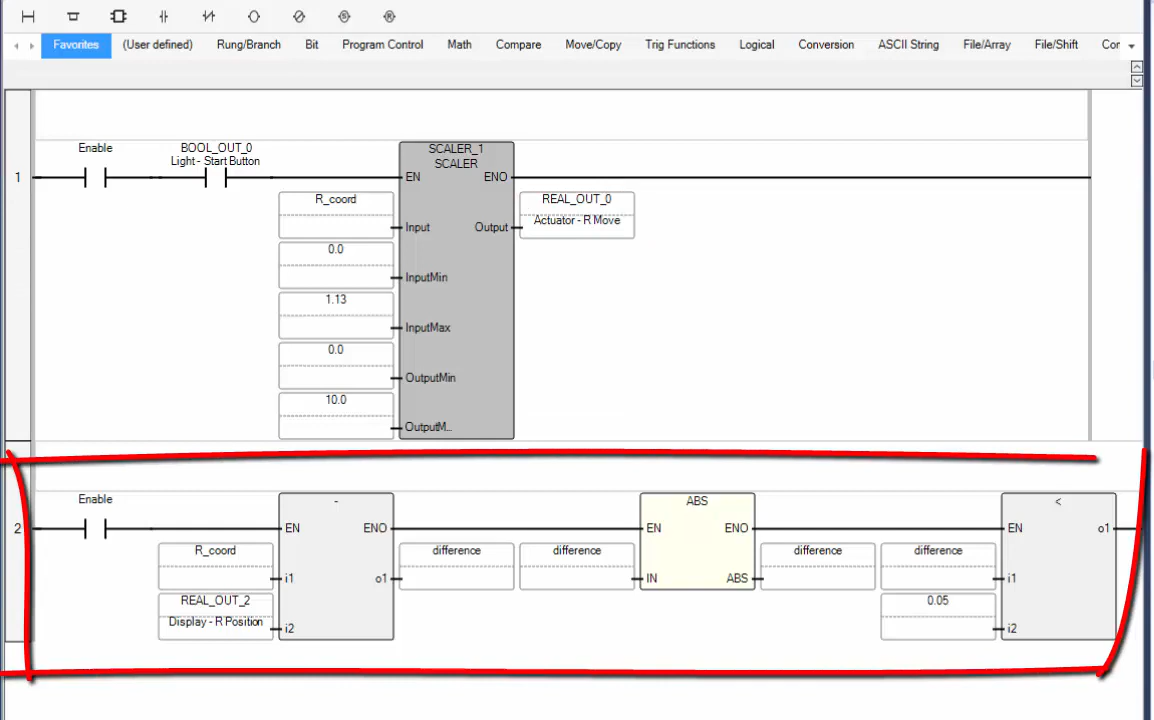 Favorites (User defined) Rung/Branch Bit Program Control Math Compare Move/Copy Trig Functions Logical Conversion ASCII String File/Array File/Shift Cor
1
Enable
BOOL_OUT_0
Light - Start Button
SCALER_1
SCALER
EN ENO
R_coord
Input Output
REAL_OUT_0
Actuator - R Move
0.0
InputMin
1.13
InputMax
0.0
OutputMin
10.0
OutputM...
2
Enable
-
EN ENO
R_coord
i1 o1
REAL_OUT_2
Display - R Position
i2
difference
difference
ABS
EN ENO
IN ABS
difference
difference
<
EN o1
i1
0.05
i2